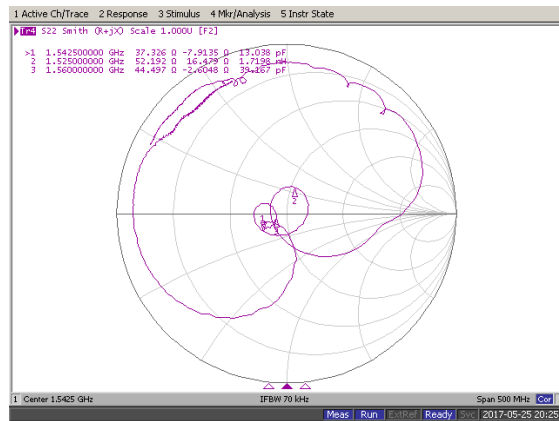 1 Active Ch/Trace 2 Response 3 Stimulus 4 Mkr/Analysis 5 Instr State
Tr4 S22 Smith (R+jX) Scale 1.000U [F2]
>1 1.542500000 GHz 37.326 Ω -7.9135 Ω 13.038 pF
2 1.525000000 GHz 52.192 Ω 16.479 Ω 1.7198 nH
3 1.560000000 GHz 44.497 Ω -2.6048 Ω 39.167 pF
1 Center 1.5425 GHz IFBW 70 kHz Span 500 MHz Cor
Meas Run ExtRef Ready Svc 2017-05-25 20:25